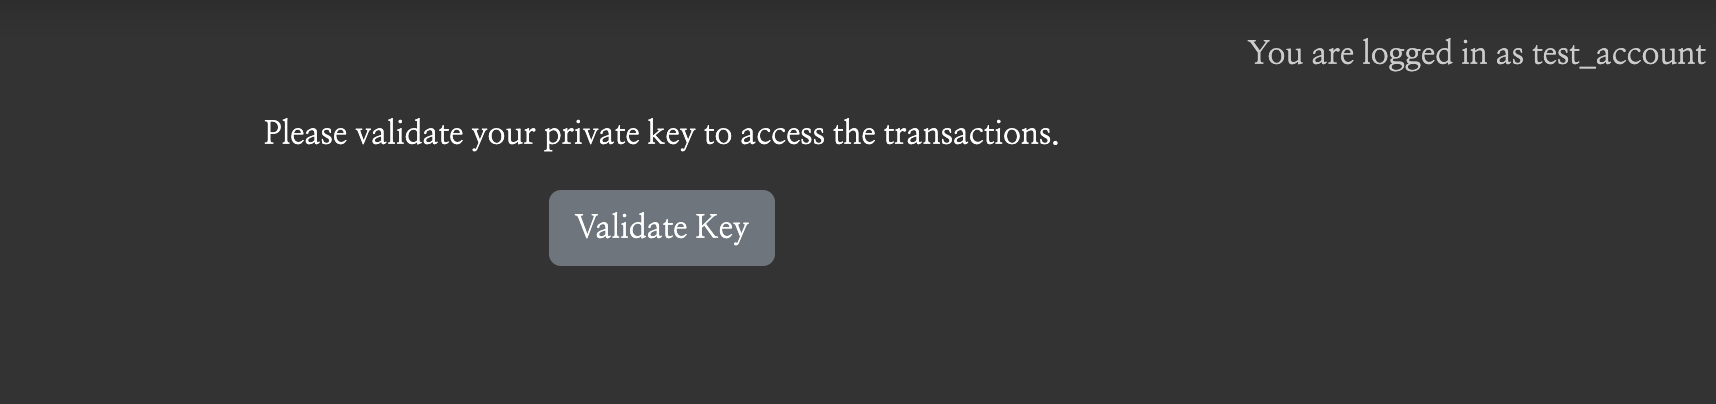 You are logged in as test_account
Please validate your private key to access the transactions.
Validate Key